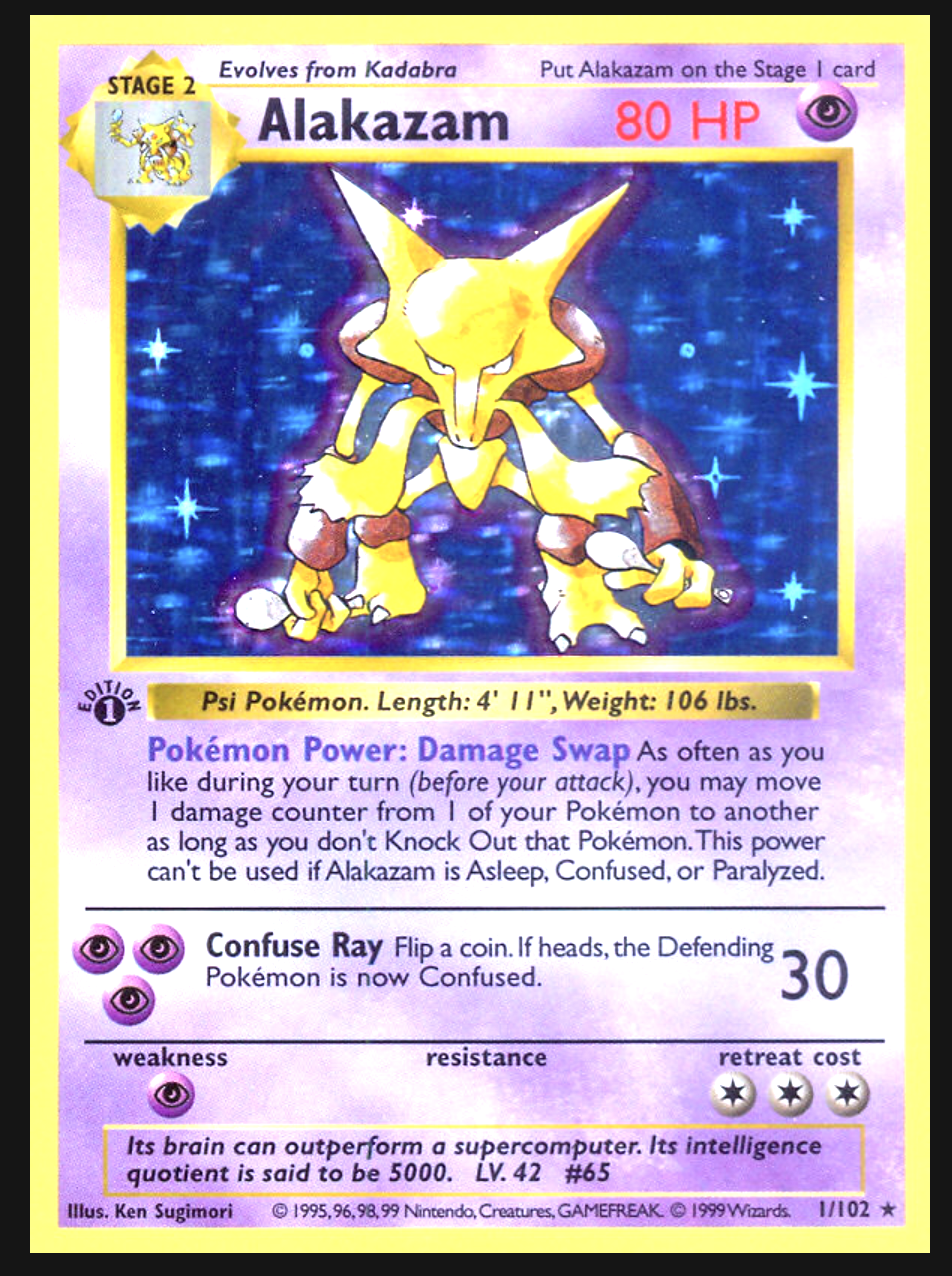 Evolves from Kadabra Put Alakazam on the Stage 1 card
STAGE 2
Alakazam 80 HP
EDITION
1
Psi Pokémon. Length: 4' 11", Weight: 106 lbs.
Pokémon Power: Damage Swap As often as you
like during your turn (before your attack), you may move
1 damage counter from 1 of your Pokémon to another
as long as you don't Knock Out that Pokémon. This power
can't be used if Alakazam is Asleep, Confused, or Paralyzed.
Confuse Ray Flip a coin. If heads, the Defending
Pokémon is now Confused.
30
weakness resistance retreat cost
Its brain can outperform a supercomputer. Its intelligence
quotient is said to be 5000. LV. 42 #65
Illus. Ken Sugimori © 1995, 96, 98, 99 Nintendo, Creatures, GAMEFREAK. © 1999 Wizards. 1/102 ★